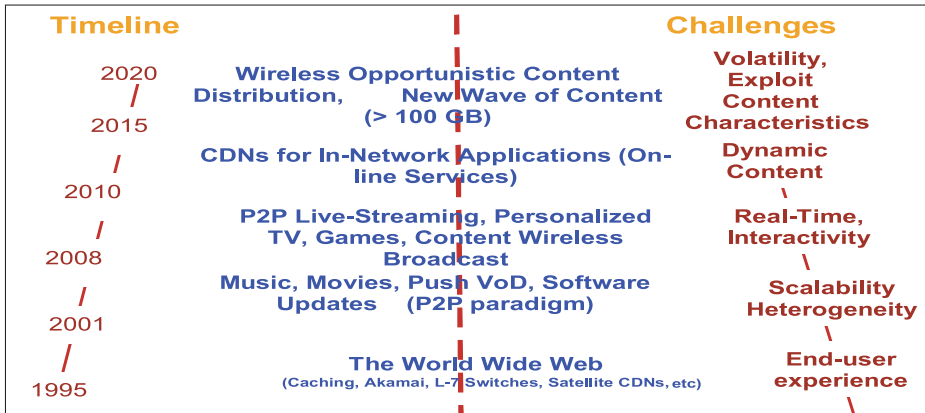 Timeline
Challenges
2020
Wireless Opportunistic Content
Distribution, New Wave of Content
(> 100 GB)
Volatility,
Exploit
Content
Characteristics
2015
CDNs for In-Network Applications (On-
line Services)
Dynamic
Content
2010
P2P Live-Streaming, Personalized
TV, Games, Content Wireless
Broadcast
Real-Time,
Interactivity
2008
Music, Movies, Push VoD, Software
Updates (P2P paradigm)
Scalability
Heterogeneity
2001
The World Wide Web
(Caching, Akamai, L-7 Switches, Satellite CDNs, etc)
End-user
experience
1995